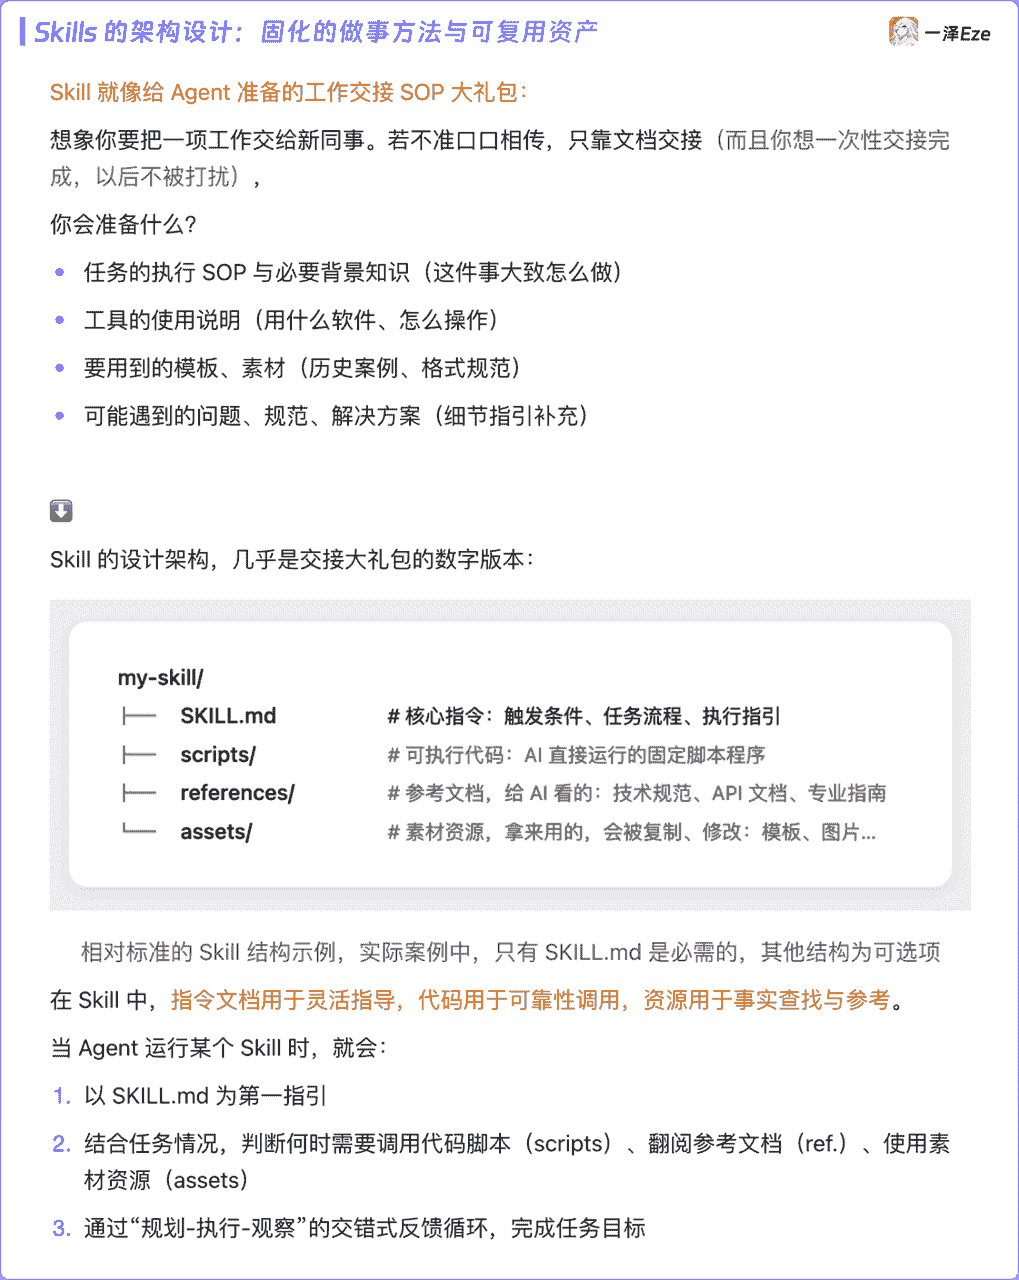 Skills 的架构设计：固化的做事方法与可复用资产
一泽Eze
Skill 就像给 Agent 准备的工作交接 SOP 大礼包：
想象你要把一项工作交给新同事。若不准口口相传，只靠文档交接（而且你想一次性交接完
成，以后不被打扰），
你会准备什么？
• 任务的执行 SOP 与必要背景知识（这件事大致怎么做）
• 工具的使用说明（用什么软件、怎么操作）
• 要用到的模板、素材（历史案例、格式规范）
• 可能遇到的问题、规范、解决方案（细节指引补充）
⬇️
Skill 的设计架构，几乎是交接大礼包的数字版本：
my-skill/
├── SKILL.md # 核心指令：触发条件、任务流程、执行指引
├── scripts/ # 可执行代码：AI 直接运行的固定脚本程序
├── references/ # 参考文档，给 AI 看的：技术规范、API 文档、专业指南
└── assets/ # 素材资源，拿来用的，会被复制、修改：模板、图片...
相对标准的 Skill 结构示例，实际案例中，只有 SKILL.md 是必需的，其他结构为可选项
在 Skill 中，指令文档用于灵活指导，代码用于可靠性调用，资源用于事实查找与参考。
当 Agent 运行某个 Skill 时，就会：
1. 以 SKILL.md 为第一指引
2. 结合任务情况，判断何时需要调用代码脚本（scripts）、翻阅参考文档（ref.）、使用素
材资源（assets）
3. 通过“规划-执行-观察”的交错式反馈循环，完成任务目标